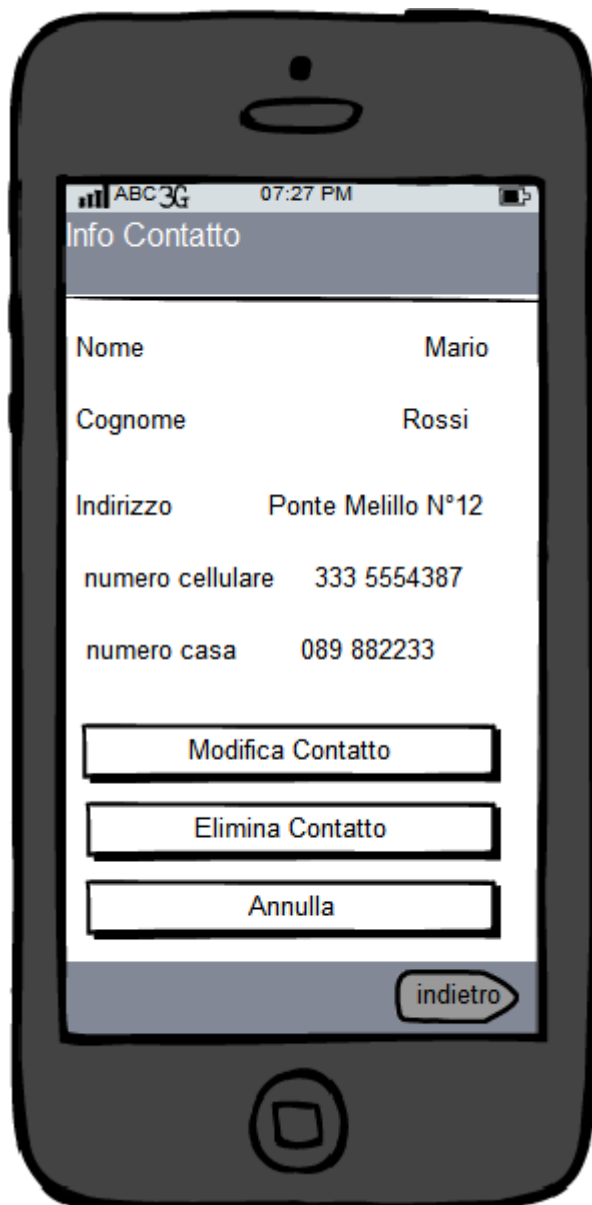 ABC 3G 07:27 PM
Info Contatto
Nome Mario
Cognome Rossi
Indirizzo Ponte Melillo N°12
numero cellulare 333 5554387
numero casa 089 882233
Modifica Contatto
Elimina Contatto
Annulla
indietro